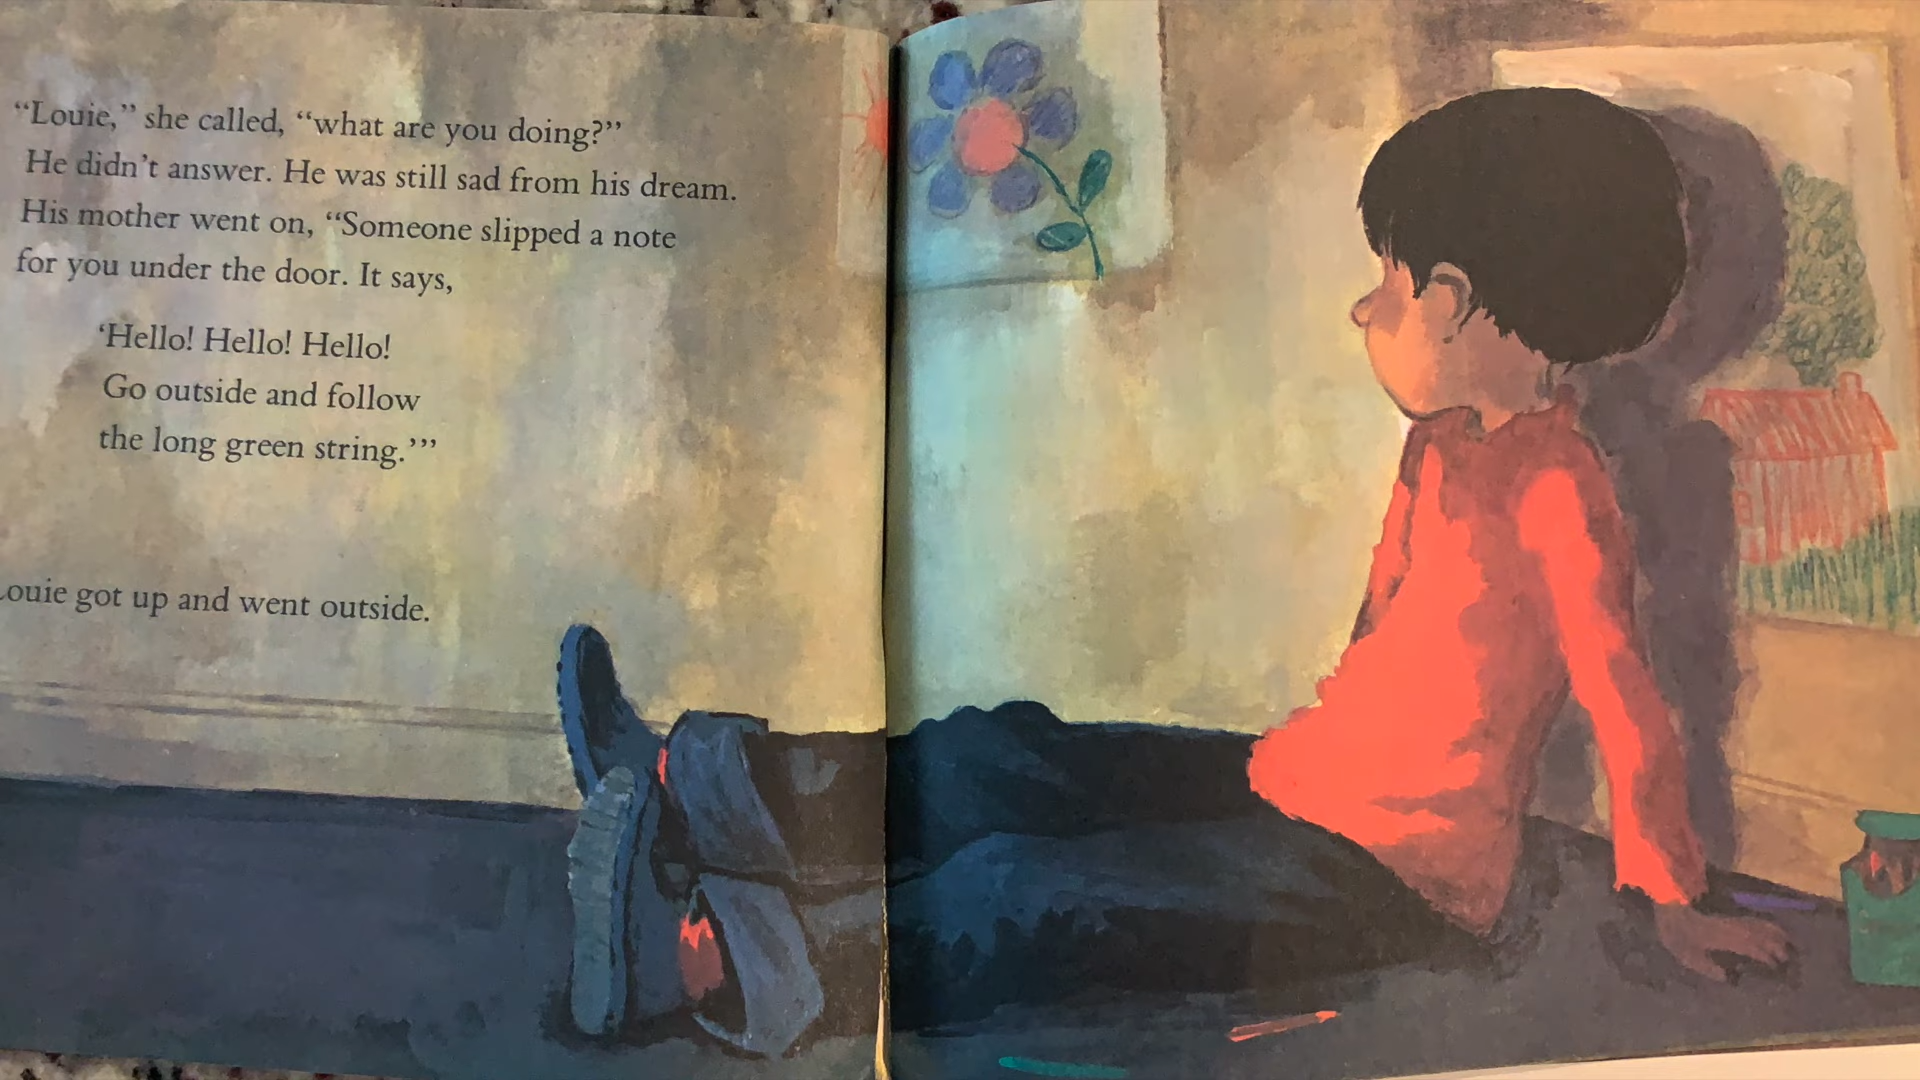 “Louie,” she called, “what are you doing?”
He didn’t answer. He was still sad from his dream.
His mother went on, “Someone slipped a note
for you under the door. It says,
‘Hello! Hello! Hello!
Go outside and follow
the long green string.’”
Louie got up and went outside.